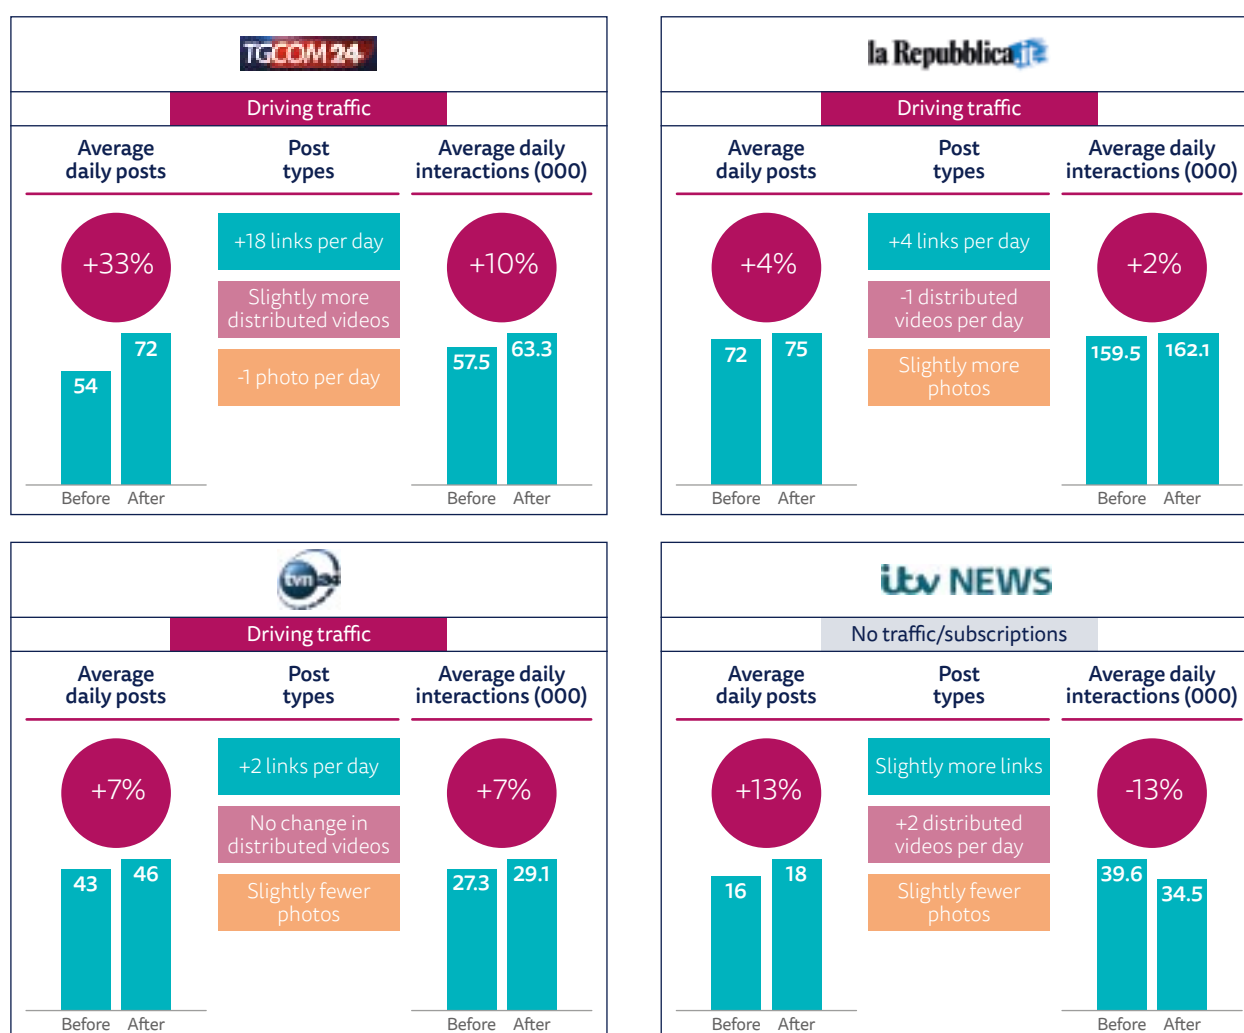 TGCOM24
Driving traffic
Average
daily posts
Post
types
Average daily
interactions (000)
+33%
+18 links per day
Slightly more
distributed videos
-1 photo per day
+10%
54
72
Before After
57.5
63.3
Before After
la Repubblica.it
Driving traffic
Average
daily posts
Post
types
Average daily
interactions (000)
+4%
+4 links per day
-1 distributed
videos per day
Slightly more
photos
+2%
72
75
Before After
159.5
162.1
Before After
tvn24
Driving traffic
Average
daily posts
Post
types
Average daily
interactions (000)
+7%
+2 links per day
No change in
distributed videos
Slightly fewer
photos
+7%
43
46
Before After
27.3
29.1
Before After
itv NEWS
No traffic/subscriptions
Average
daily posts
Post
types
Average daily
interactions (000)
+13%
Slightly more links
+2 distributed
videos per day
Slightly fewer
photos
-13%
16
18
Before After
39.6
34.5
Before After